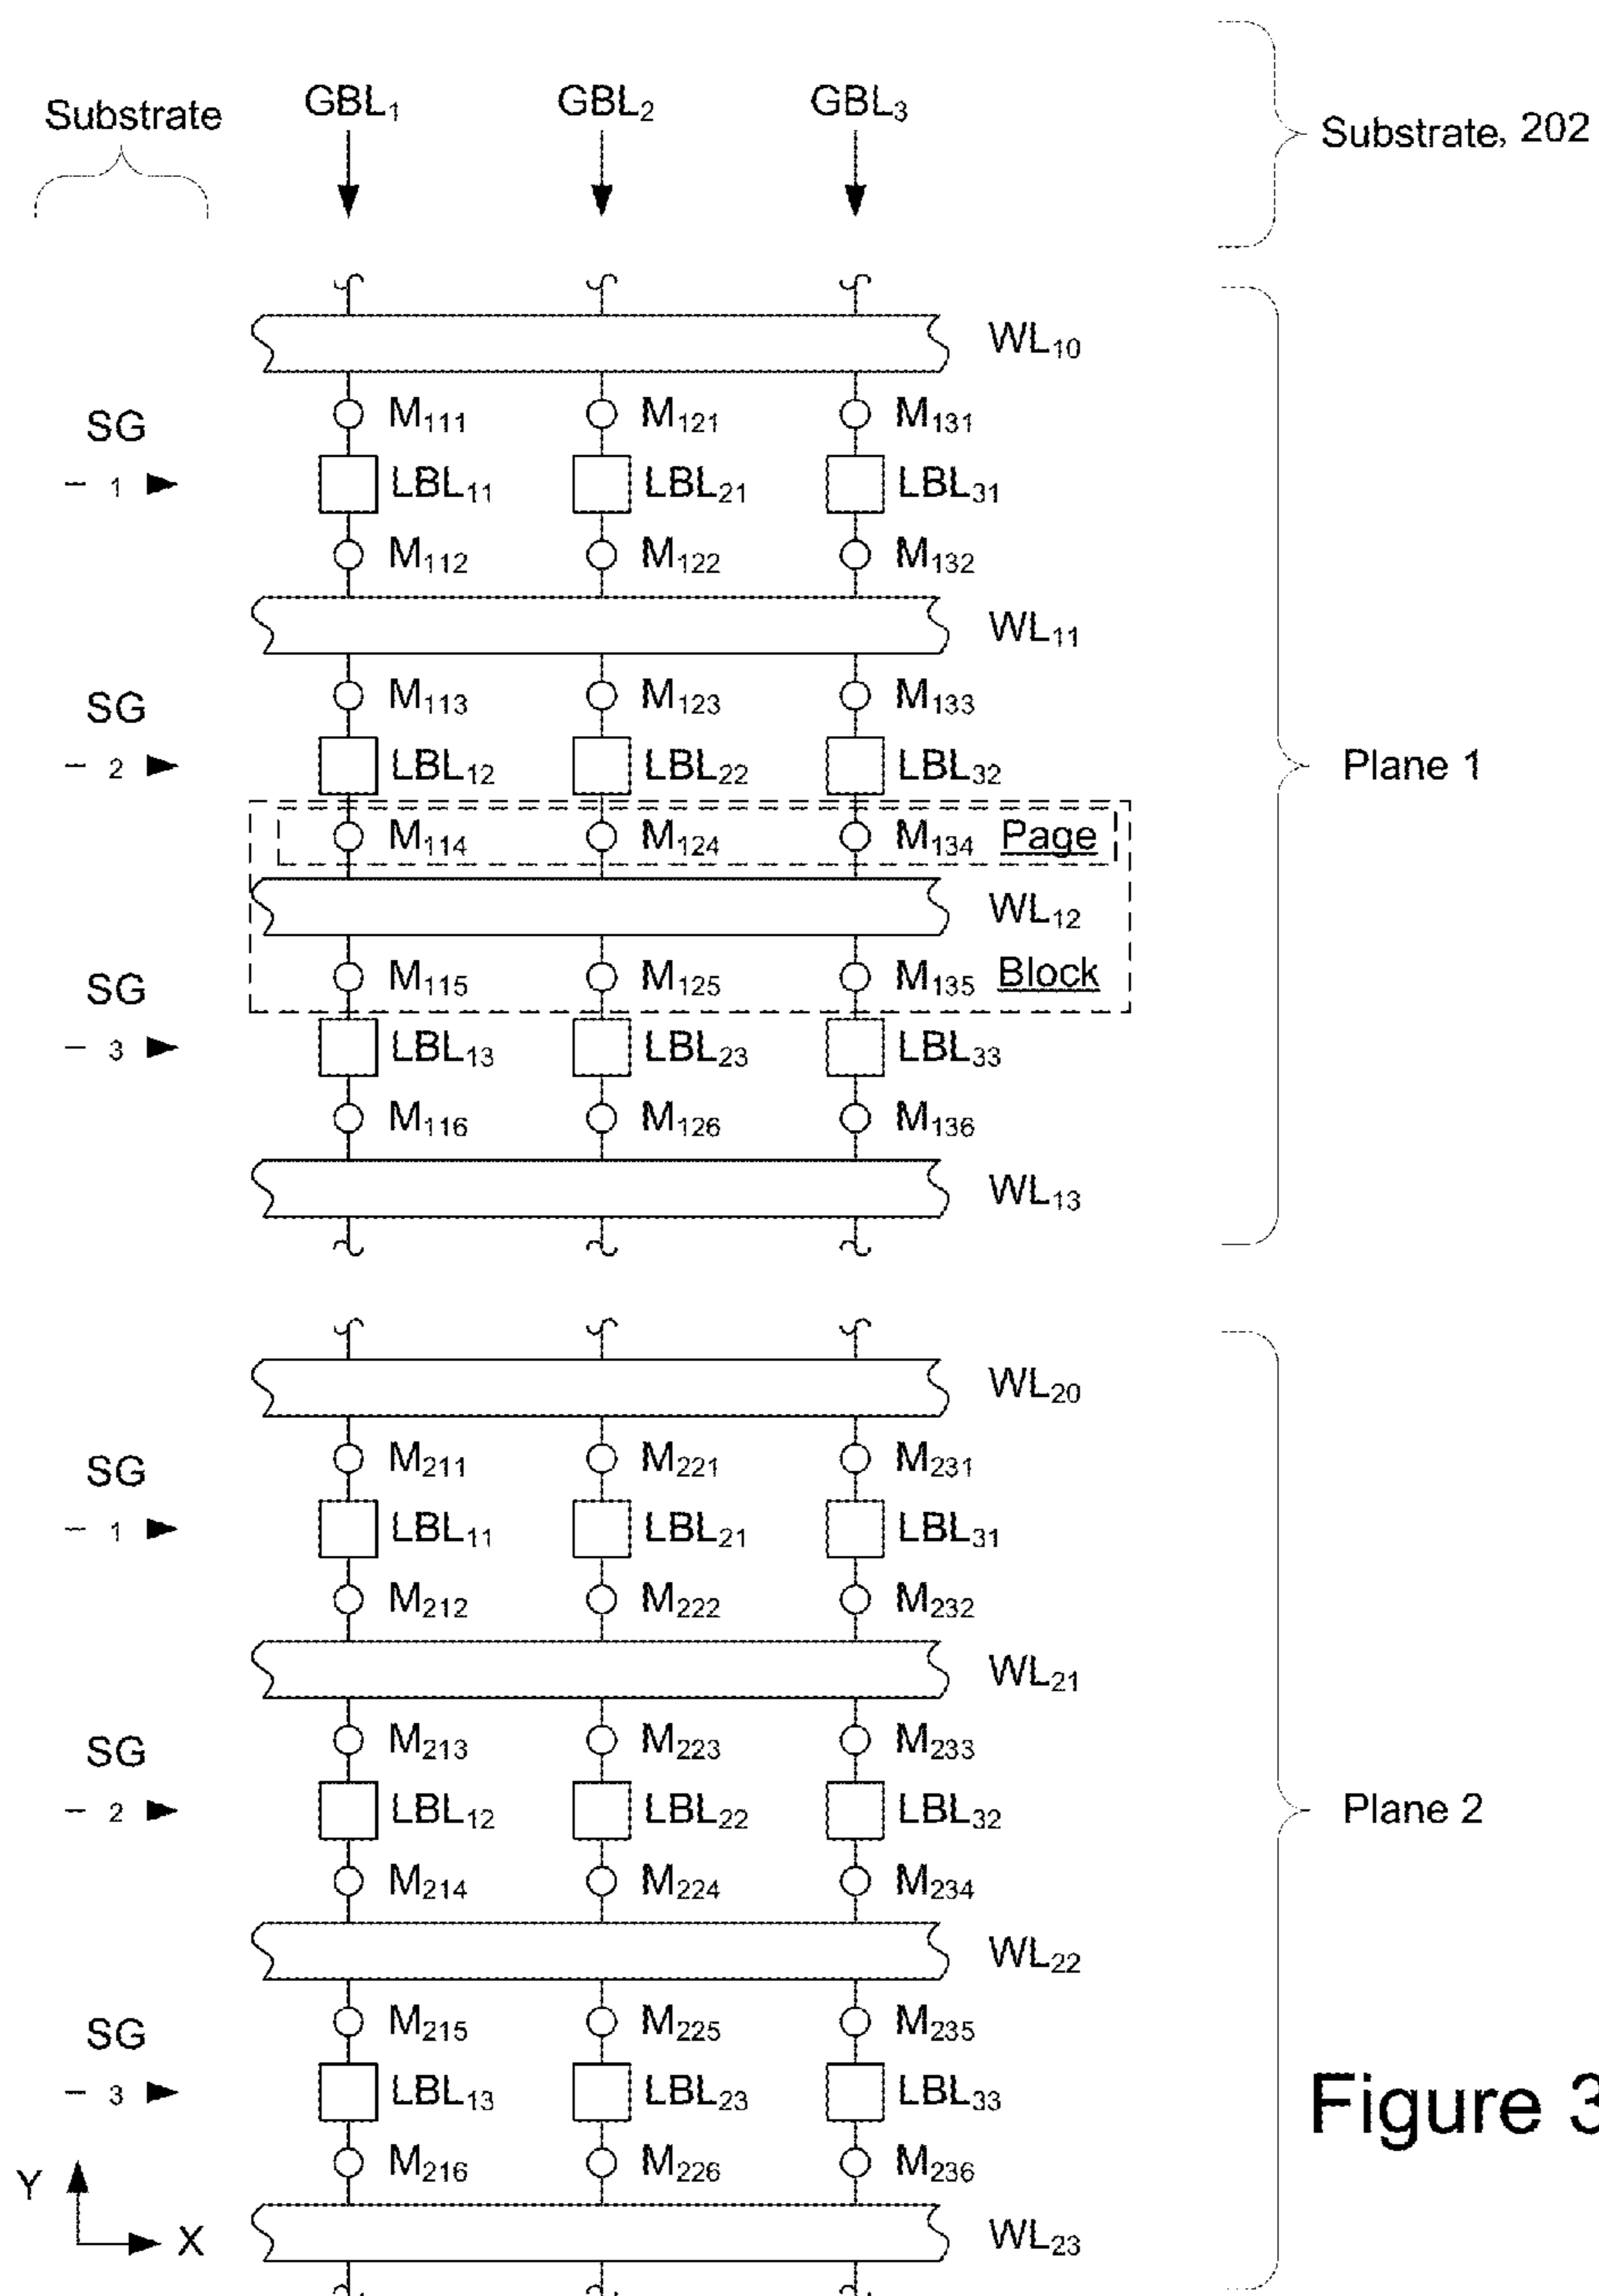 Substrate GBL₁ GBL₂ GBL₃ Substrate, 202
WL₁₀
M₁₁₁ M₁₂₁ M₁₃₁
SG
1 LBL₁₁ LBL₂₁ LBL₃₁
M₁₁₂ M₁₂₂ M₁₃₂
WL₁₁
M₁₁₃ M₁₂₃ M₁₃₃
SG
2 LBL₁₂ LBL₂₂ LBL₃₂ Plane 1
M₁₁₄ M₁₂₄ M₁₃₄ Page
WL₁₂
M₁₁₅ M₁₂₅ M₁₃₅ Block
SG
3 LBL₁₃ LBL₂₃ LBL₃₃
M₁₁₆ M₁₂₆ M₁₃₆
WL₁₃
WL₂₀
M₂₁₁ M₂₂₁ M₂₃₁
SG
1 LBL₁₁ LBL₂₁ LBL₃₁
M₂₁₂ M₂₂₂ M₂₃₂
WL₂₁
M₂₁₃ M₂₂₃ M₂₃₃
SG
2 LBL₁₂ LBL₂₂ LBL₃₂ Plane 2
M₂₁₄ M₂₂₄ M₂₃₄
WL₂₂
M₂₁₅ M₂₂₅ M₂₃₅
SG
3 LBL₁₃ LBL₂₃ LBL₃₃
Figure 3
M₂₁₆ M₂₂₆ M₂₃₆
Y
X
WL₂₃